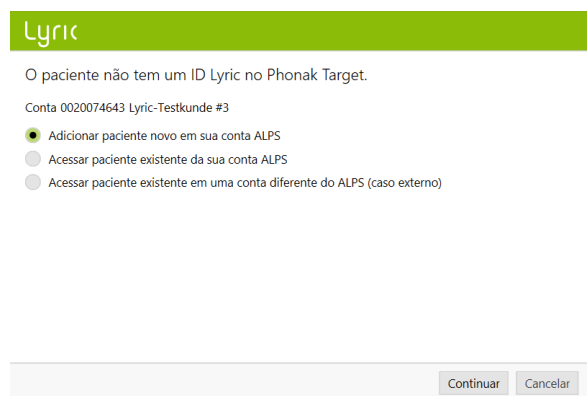 Lyric
O paciente não tem um ID Lyric no Phonak Target.
Conta 0020074643 Lyric-Testkunde #3
Adicionar paciente novo em sua conta ALPS
Acessar paciente existente da sua conta ALPS
Acessar paciente existente em uma conta diferente do ALPS (caso externo)
Continuar Cancelar